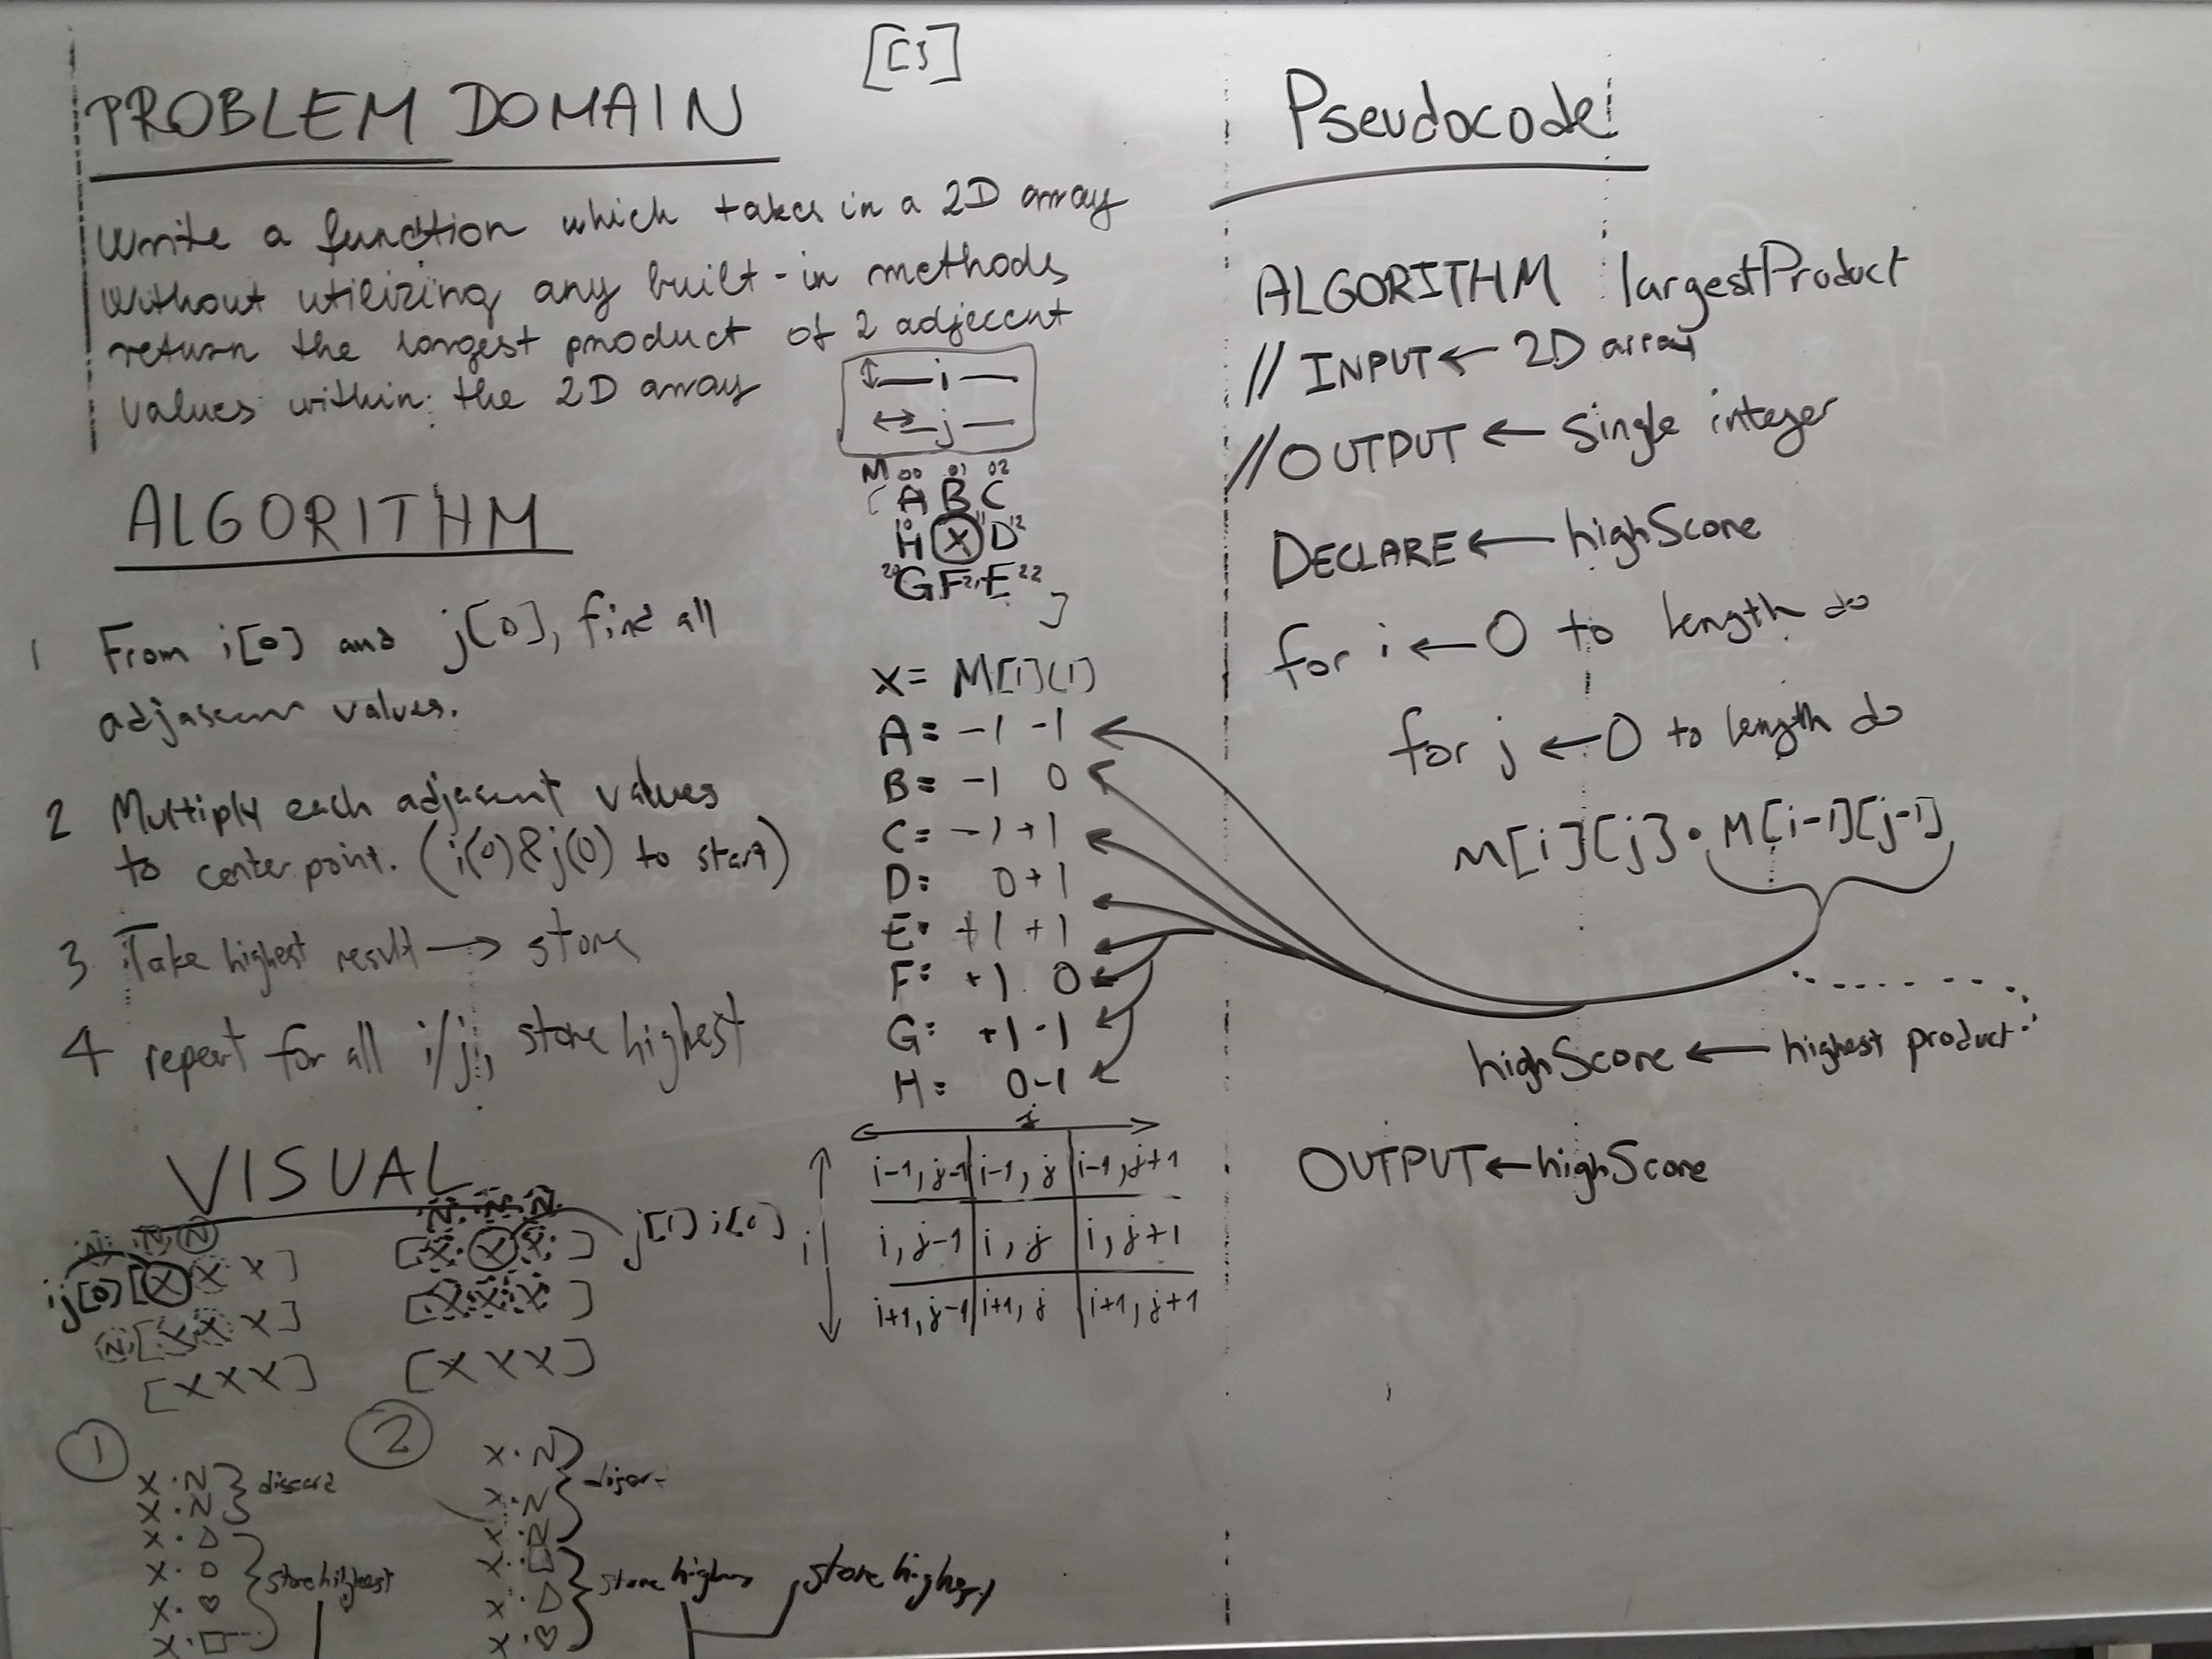 PROBLEM DOMAIN
Write a function which takes in a 2D array
Without utilizing any built-in methods
return the largest product of 2 adjecent
values within the 2D array
ALGORITHM
1 From i[0] and j[0], find all
values.
2 Multiply each adjacent values
to center point. (i(0)&j(0) to start)
3 Take highest result → store
4 repeat for all i/j, store highest
VISUAL
N N N
ij[0] [X X X]
N [X X X]
[X X X]
N N N
[X X X]
j[1] i[0]
[X X X]
[X X X]
1
X·N
X·N
discard
X·
X·
X· ♡
X· □
store highest
2
X·N
X·N
X·N
X· □
X·
X· ♡
store highest
[ ]
↕ — i —
↔ — j —
M 00 01 02
[ A B C
10 H X 11 D 12
20 G F 21 E 22
]
X = M[1](1)
A = -1 -1
B = -1 0
C = -1 +1
D: 0 +1
E: +1 +1
F: +1 0
G: +1 -1
H: 0 -1
j
i
i-1, j-1 i-1, j i-1, j+1
i, j-1 i, j i, j+1
i+1, j-1 i+1, j i+1, j+1
Pseudocode
ALGORITHM largestProduct
// INPUT ← 2D array
// OUTPUT ← single integer
DECLARE ← highScore
for i ← 0 to length do
for j ← 0 to length do
M[i][j] · M[i-1][j-1]
highScore ← highest product
OUTPUT ← highScore